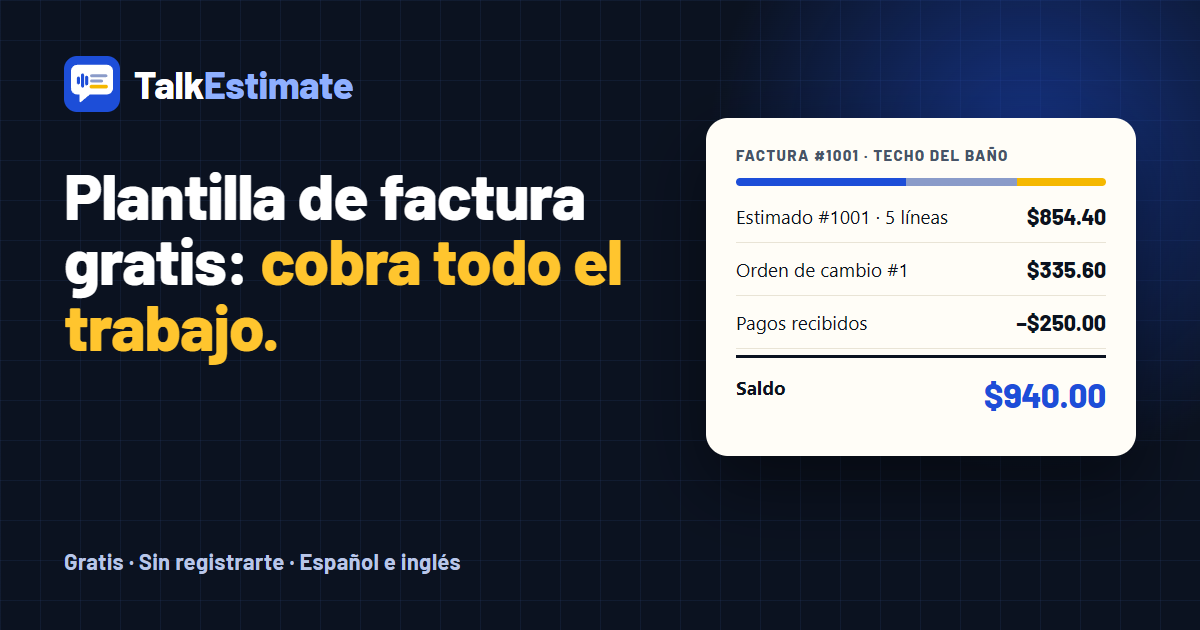 TalkEstimate
Plantilla de factura
gratis: cobra todo el
trabajo.
FACTURA #1001 · TECHO DEL BAÑO
Estimado #1001 · 5 líneas $854.40
Orden de cambio #1 $335.60
Pagos recibidos −$250.00
Saldo $940.00
Gratis · Sin registrarte · Español e inglés